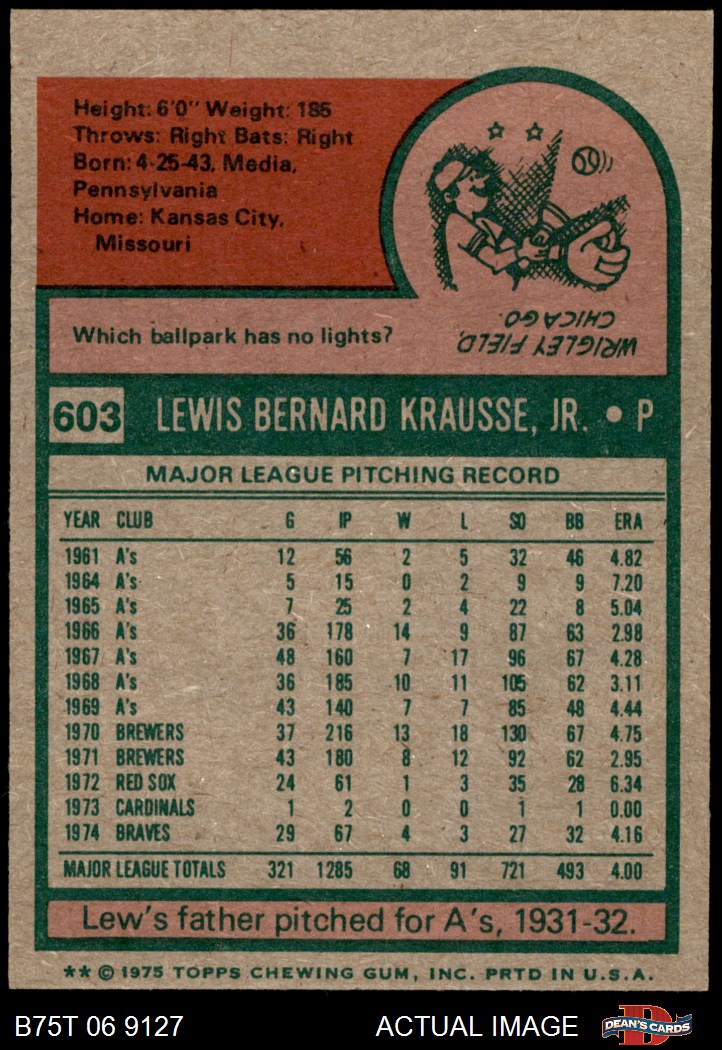 Height: 6'0" Weight: 185
Throws: Right Bats: Right
Born: 4-25-43, Media,
Pennsylvania
Home: Kansas City,
Missouri
Which ballpark has no lights?
WRIGLEY FIELD,
CHICAGO.
603 LEWIS BERNARD KRAUSSE, JR. • P
MAJOR LEAGUE PITCHING RECORD
YEAR CLUB G IP W L SO BB ERA
1961 A's 12 56 2 5 32 46 4.82
1964 A's 5 15 0 2 9 9 7.20
1965 A's 7 25 2 4 22 8 5.04
1966 A's 36 178 14 9 87 63 2.98
1967 A's 48 160 7 17 96 67 4.28
1968 A's 36 185 10 11 105 62 3.11
1969 A's 43 140 7 7 85 48 4.44
1970 BREWERS 37 216 13 18 130 67 4.75
1971 BREWERS 43 180 8 12 92 62 2.95
1972 RED SOX 24 61 1 3 35 28 6.34
1973 CARDINALS 1 2 0 0 1 1 0.00
1974 BRAVES 29 67 4 3 27 32 4.16
MAJOR LEAGUE TOTALS 321 1285 68 91 721 493 4.00
Lew's father pitched for A's, 1931-32.
** © 1975 TOPPS CHEWING GUM, INC. PRTD IN U.S.A.
B75T 06 9127 ACTUAL IMAGE
D
DEAN'S CARDS